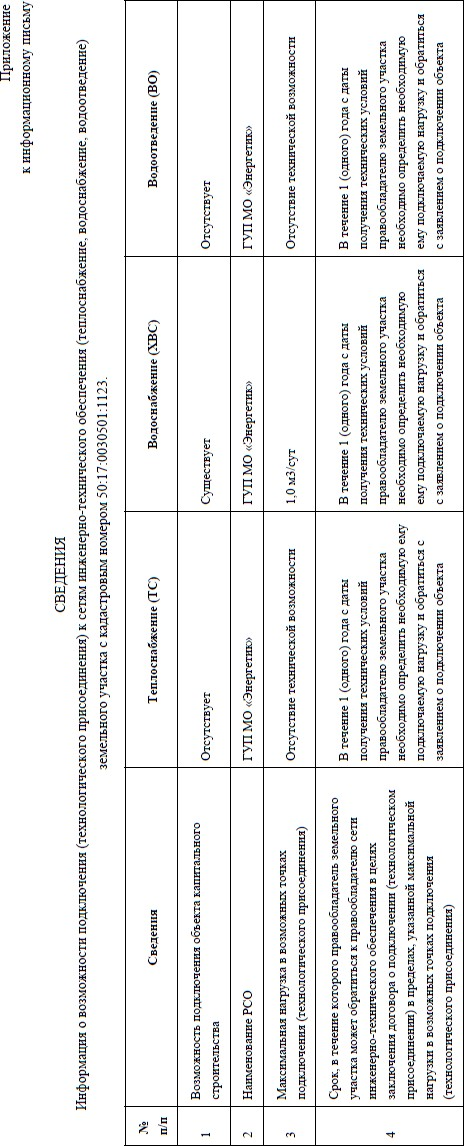 Приложение
к информационному письму
СВЕДЕНИЯ
Информация о возможности подключения (технологического присоединения) к сетям инженерно-технического обеспечения (теплоснабжение, водоснабжение, водоотведение)
земельного участка с кадастровым номером 50:17:0030501:1123.
№
п/п
Сведения
Теплоснабжение (ТС)
Водоснабжение (ХВС)
Водоотведение (ВО)
1
Возможность подключения объекта капитального
строительства
Отсутствует
Существует
Отсутствует
2
Наименование РСО
ГУП МО «Энергетик»
ГУП МО «Энергетик»
ГУП МО «Энергетик»
3
Максимальная нагрузка в возможных точках
подключения (технологического присоединения)
Отсутствие технической возможности
1,0 м3/сут
Отсутствие технической возможности
4
Срок, в течение которого правообладатель земельного
участка может обратиться к правообладателю сети
инженерно-технического обеспечения в целях
заключения договора о подключении (технологическом
присоединении) в пределах, указанной максимальной
нагрузки в возможных точках подключения
(технологического присоединения)
В течение 1 (одного) года с даты
получения технических условий
правообладателю земельного участка
необходимо определить необходимую ему
подключаемую нагрузку и обратиться с
заявлением о подключении объекта
В течение 1 (одного) года с даты
получения технических условий
правообладателю земельного участка
необходимо определить необходимую
ему подключаемую нагрузку и обратиться
с заявлением о подключении объекта
В течение 1 (одного) года с даты
получения технических условий
правообладателю земельного участка
необходимо определить необходимую
ему подключаемую нагрузку и обратиться
с заявлением о подключении объекта